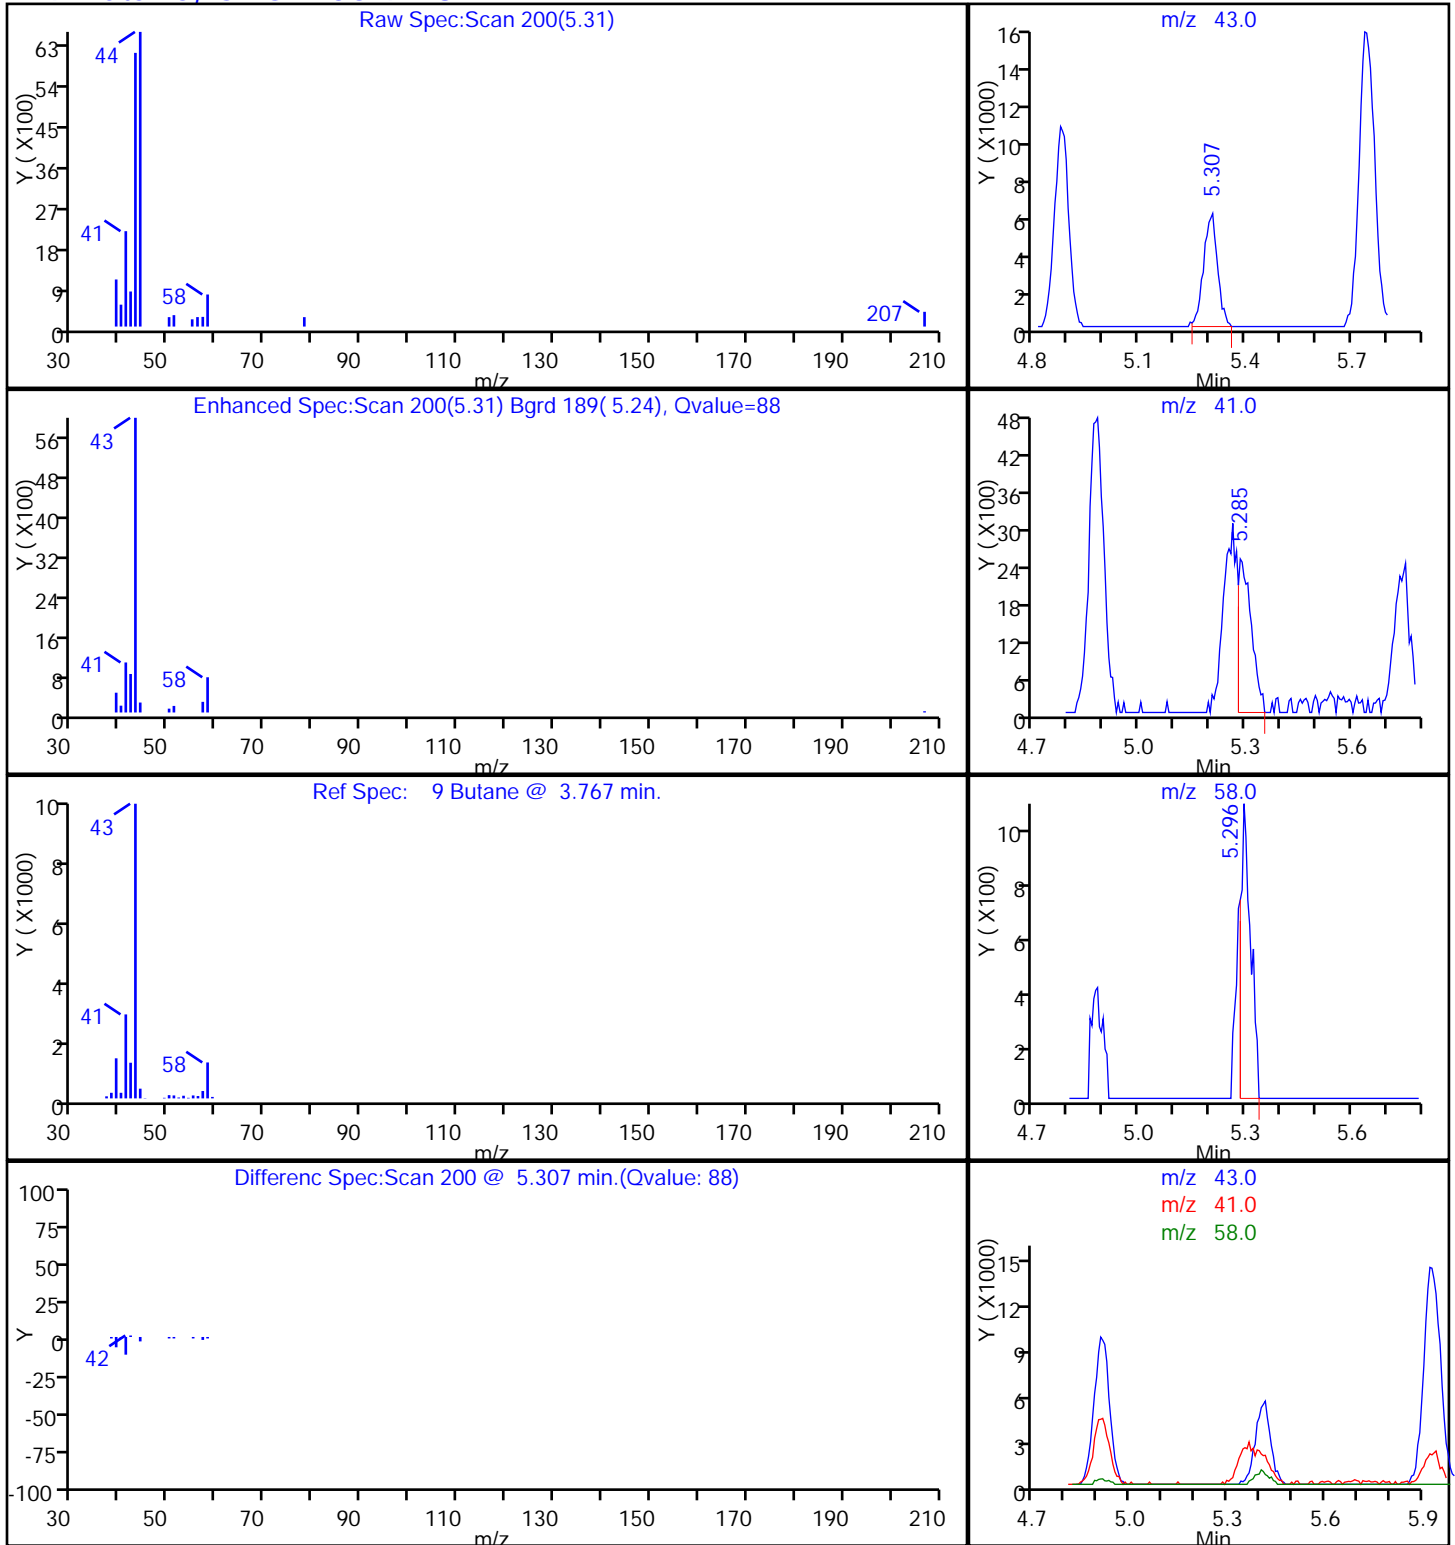 Raw Spec:Scan 200(5.31)
63
54
45
36
27
18
9
0
Y ( X100)
44
41
58
207
30 50 70 90 110 130 150 170 190 210
m/z
m/z 43.0
16
14
12
10
8
6
4
2
0
Y ( X1000)
5.307
4.8 5.1 5.4 5.7
Min
Enhanced Spec:Scan 200(5.31) Bgrd 189( 5.24), Qvalue=88
56
48
40
32
24
16
8
0
Y ( X100)
43
41
58
30 50 70 90 110 130 150 170 190 210
m/z
m/z 41.0
48
42
36
30
24
18
12
6
0
Y ( X100)
5.285
4.7 5.0 5.3 5.6
Min
Ref Spec: 9 Butane @ 3.767 min.
10
8
6
4
2
0
Y ( X1000)
43
41
58
30 50 70 90 110 130 150 170 190 210
m/z
m/z 58.0
10
8
6
4
2
0
Y ( X100)
5.296
4.7 5.0 5.3 5.6
Min
Differenc Spec:Scan 200 @ 5.307 min.(Qvalue: 88)
100
75
50
25
0
-25
-50
-75
-100
Y
42
30 50 70 90 110 130 150 170 190 210
m/z
m/z 43.0
m/z 41.0
m/z 58.0
15
12
9
6
3
0
Y ( X1000)
4.7 5.0 5.3 5.6 5.9
Min